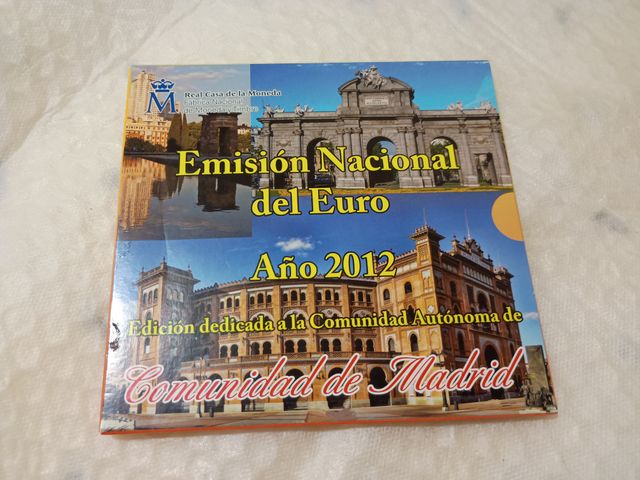 M
Real Casa de la Moneda
Fábrica Nacional
de Moneda y Timbre
Emisión Nacional
del Euro
Año 2012
Edición dedicada a la Comunidad Autónoma de
Comunidad de Madrid